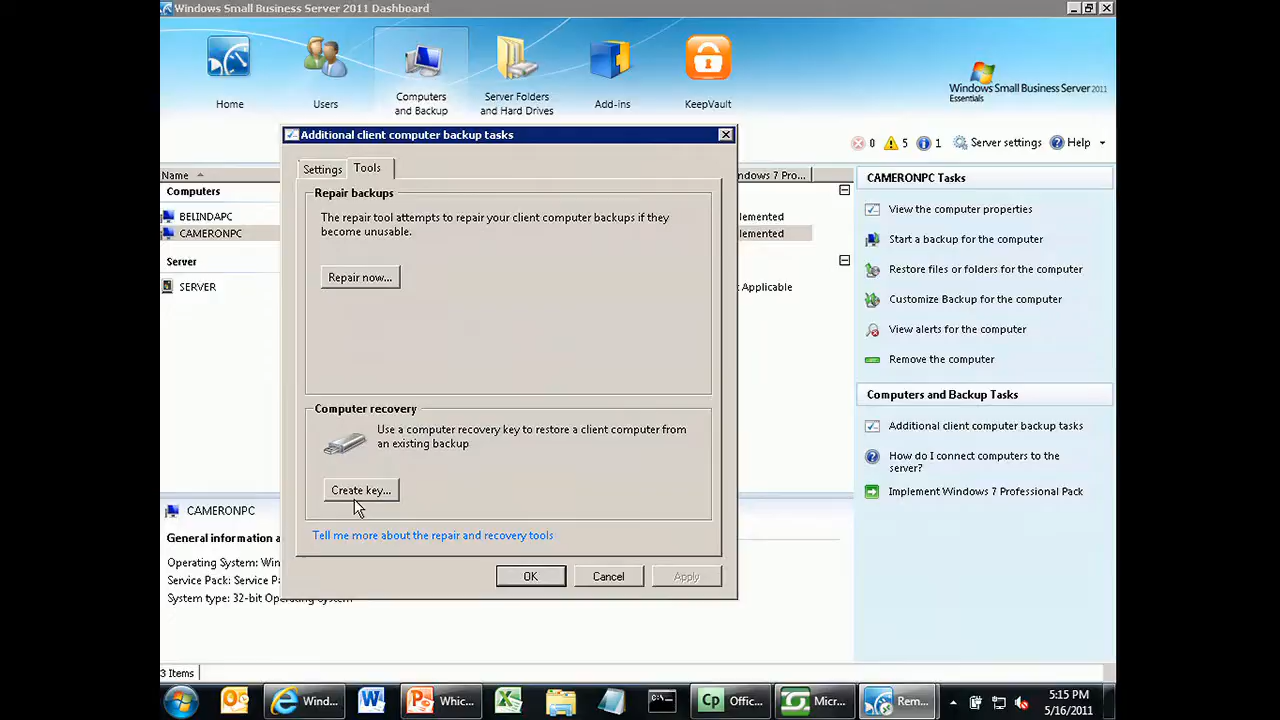 Windows Small Business Server 2011 Dashboard
Home
Users
Computers and Backup
Server Folders and Hard Drives
Add-ins
KeepVault
Windows Small Business Server 2011
Essentials
0 5 1 Server settings Help
Additional client computer backup tasks
Settings Tools
Repair backups
The repair tool attempts to repair your client computer backups if they
become unusable.
Repair now...
Computer recovery
Use a computer recovery key to restore a client computer from
an existing backup
Create key...
Tell me more about the repair and recovery tools
OK Cancel Apply
Name ndows 7 Pro...
Computers
BELINDAPC lemented
CAMERONPC lemented
Server
SERVER t Applicable
CAMERONPC
General information a
Operating System: Win
Service Pack: Service P
System type: 32-bit Operating System
3 Items
CAMERONPC Tasks
View the computer properties
Start a backup for the computer
Restore files or folders for the computer
Customize Backup for the computer
View alerts for the computer
Remove the computer
Computers and Backup Tasks
Additional client computer backup tasks
How do I connect computers to the
server?
Implement Windows 7 Professional Pack
Wind... Whic... Offic... Micr... Rem...
5:15 PM
5/16/2011